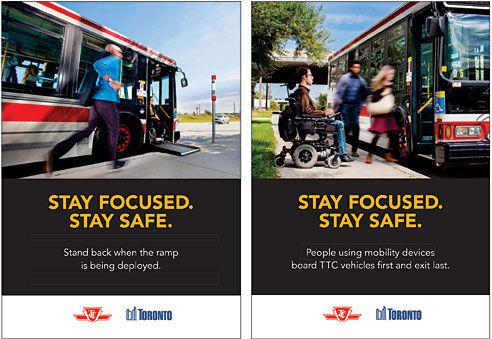 STAY FOCUSED.
STAY SAFE.
Stand back when the ramp
is being deployed.
TORONTO
STAY FOCUSED.
STAY SAFE.
People using mobility devices
board TTC vehicles first and exit last.
TORONTO